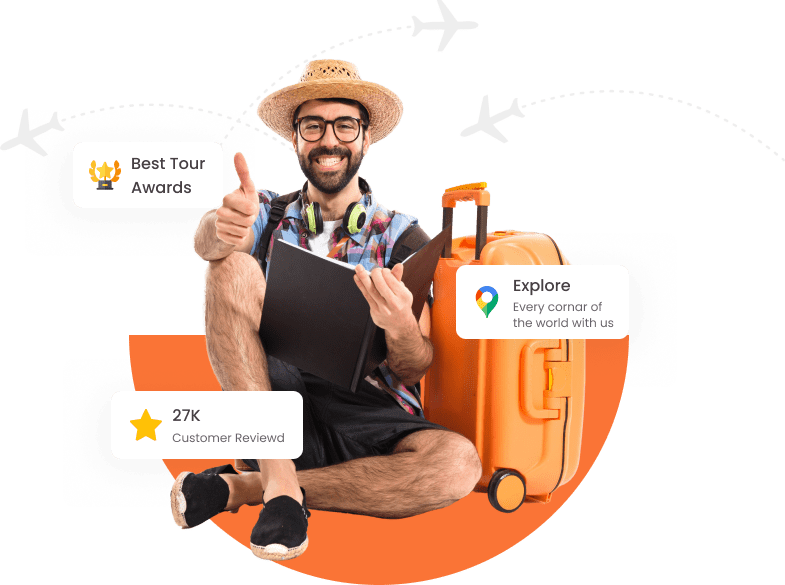 Best Tour
Awards
Explore
Every cornar of
the world with us
27K
Customer Reviewd